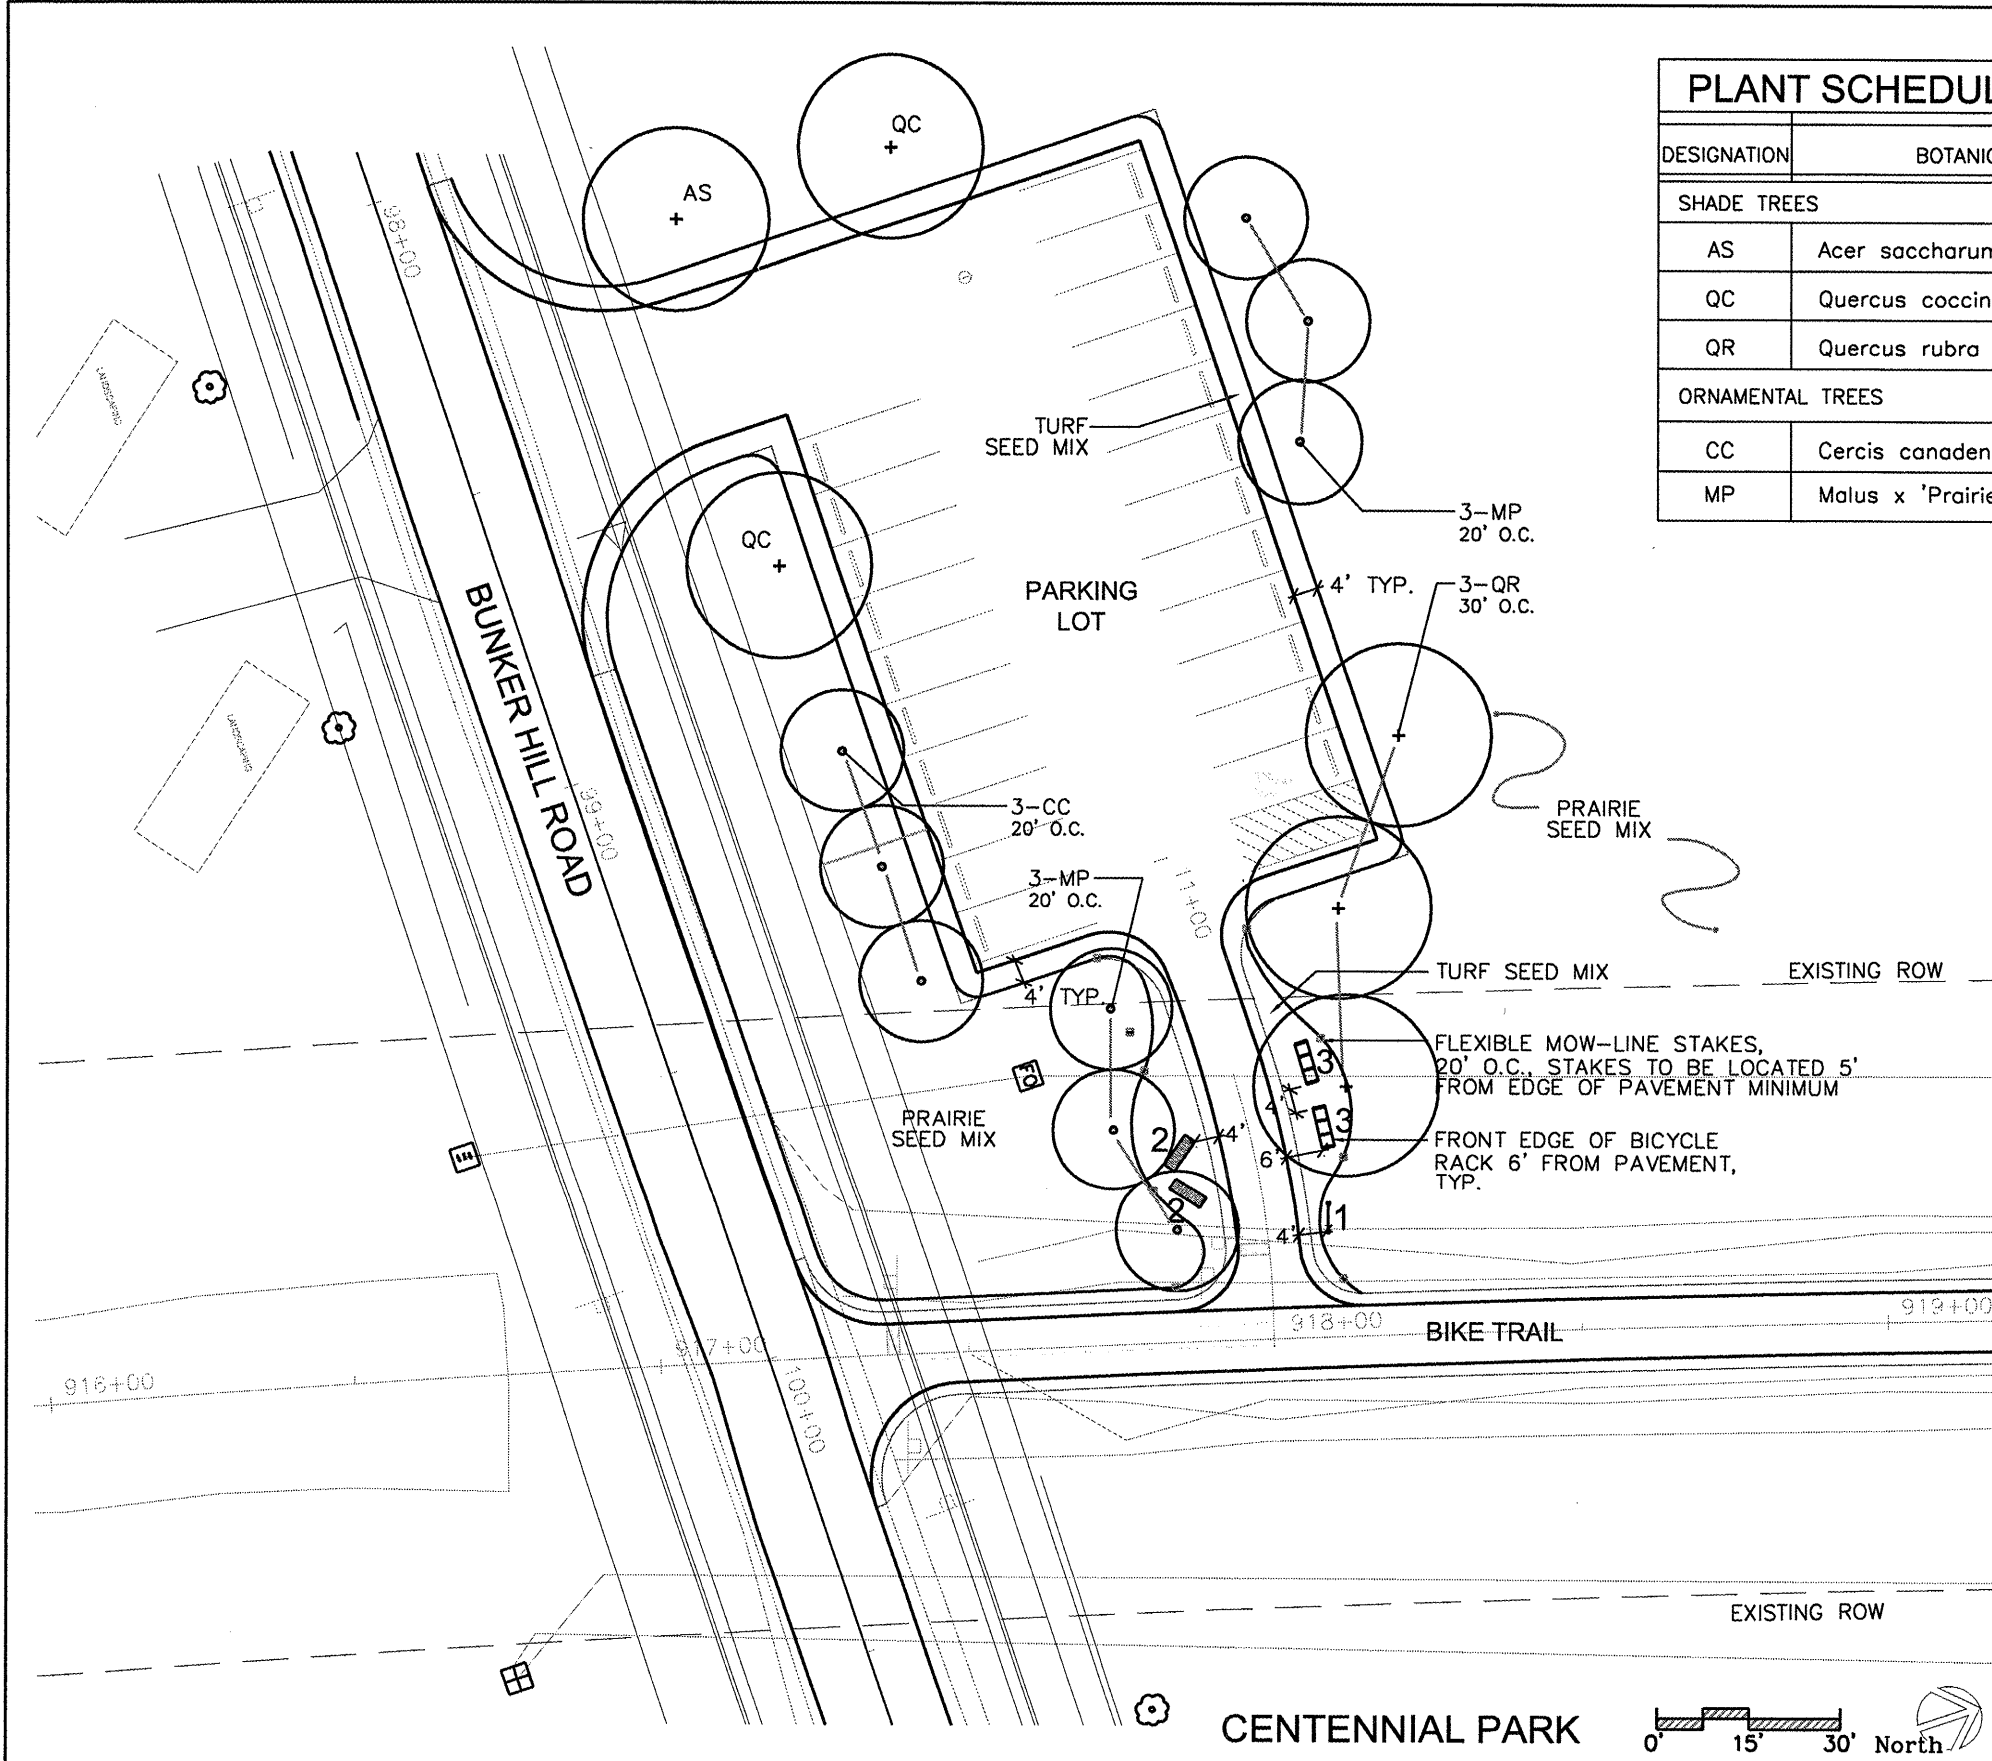 PLANT SCHEDUL
DESIGNATION
BOTANIC
SHADE TREES
AS
Acer saccharum
QC
Quercus coccin
QR
Quercus rubra
ORNAMENTAL TREES
CC
Cercis canaden
MP
Malus x 'Prairie
QC
AS
98+00
LANDSCAPING
TURF
SEED MIX
3-MP
20' O.C.
QC
PARKING
LOT
4' TYP.
3-QR
30' O.C.
BUNKER HILL ROAD
LANDSCAPING
99+00
3-CC
20' O.C.
PRAIRIE
SEED MIX
3-MP
20' O.C.
11+00
4' TYP.
TURF SEED MIX
EXISTING ROW
FLEXIBLE MOW-LINE STAKES,
20' O.C., STAKES TO BE LOCATED 5'
FROM EDGE OF PAVEMENT MINIMUM
FO
3
4'
PRAIRIE
SEED MIX
2
4'
3
6'
FRONT EDGE OF BICYCLE
RACK 6' FROM PAVEMENT,
TYP.
2
4'
1
916+00
917+00
918+00
919+00
BIKE TRAIL
100+00
EXISTING ROW
CENTENNIAL PARK
0'
15'
30'
North